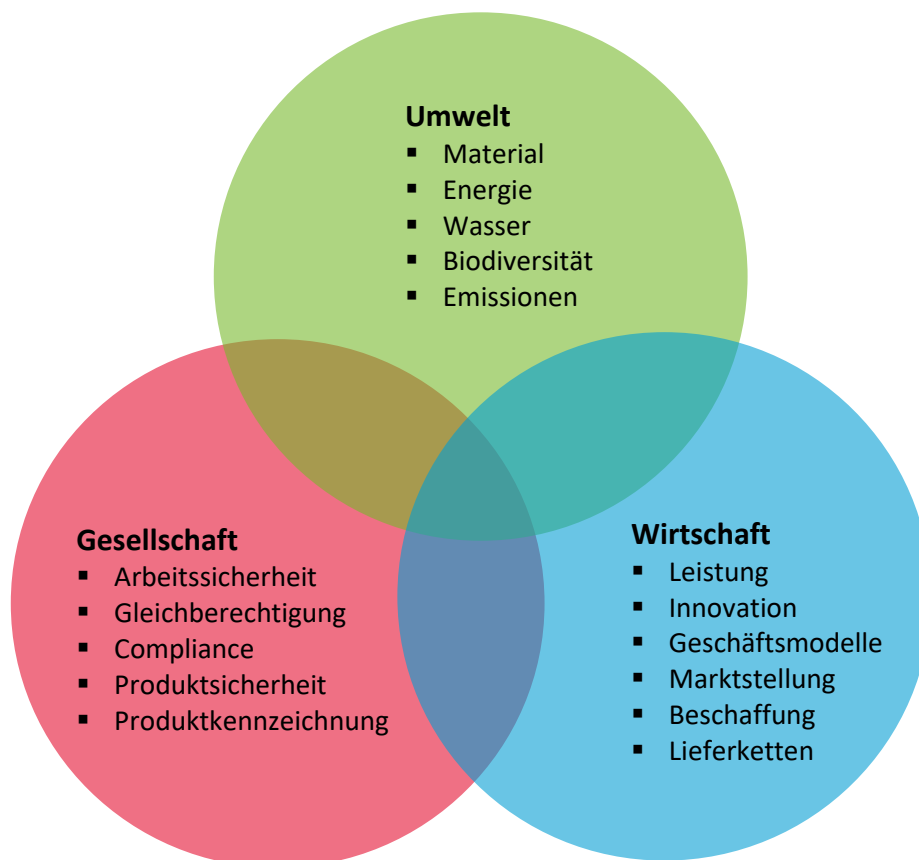 Umwelt
▪ Material
▪ Energie
▪ Wasser
▪ Biodiversität
▪ Emissionen
Gesellschaft
▪ Arbeitssicherheit
▪ Gleichberechtigung
▪ Compliance
▪ Produktsicherheit
▪ Produktkennzeichnung
Wirtschaft
▪ Leistung
▪ Innovation
▪ Geschäftsmodelle
▪ Marktstellung
▪ Beschaffung
▪ Lieferketten